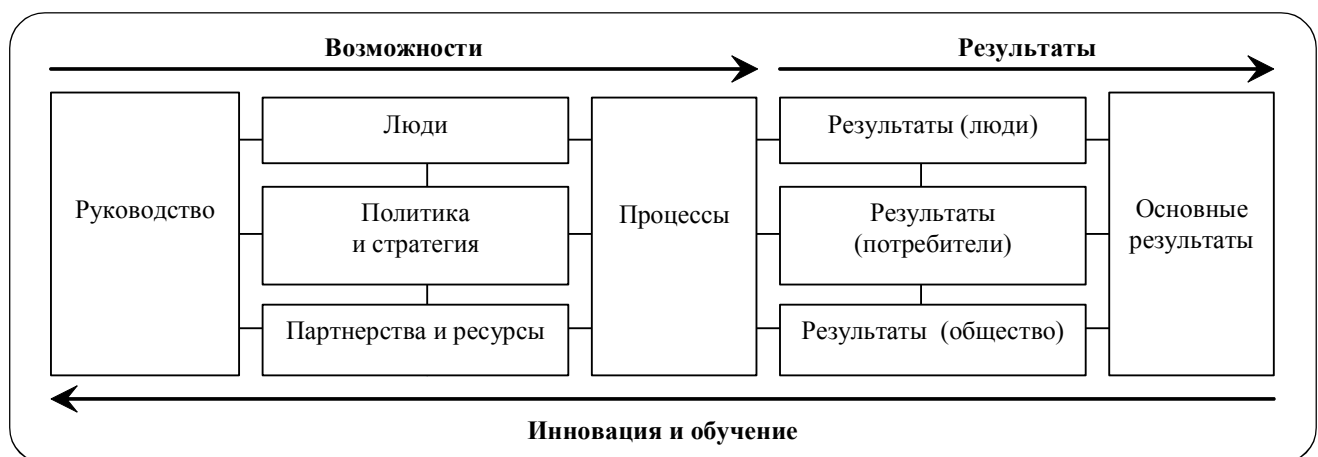 Возможности
Результаты
Руководство
Люди
Политика
и стратегия
Партнерства и ресурсы
Процессы
Результаты (люди)
Результаты
(потребители)
Результаты (общество)
Основные
результаты
Инновация и обучение